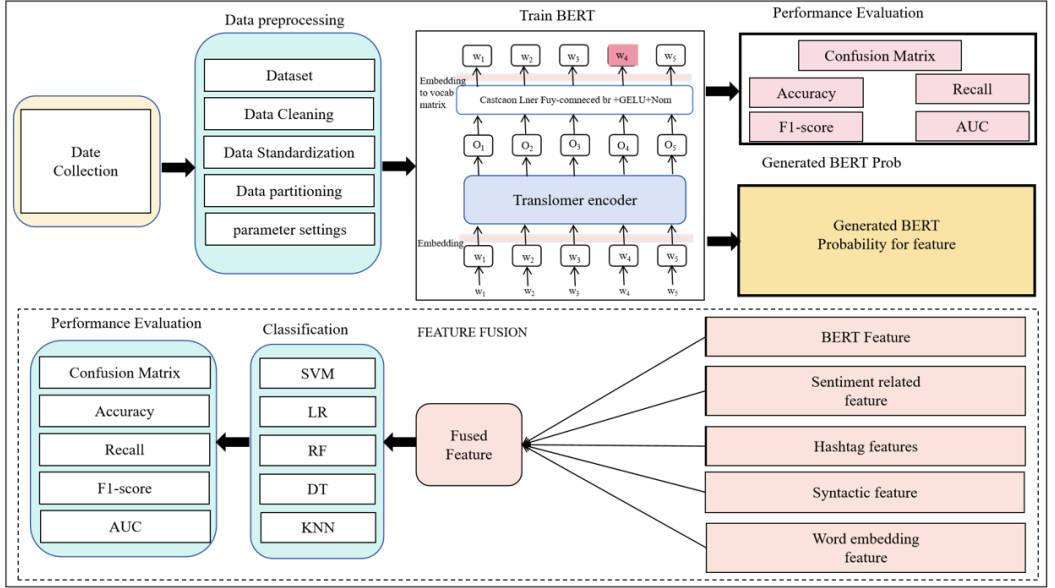 Data preprocessing
Train BERT
Performance Evaluation
Date
Collection
Dataset
Data Cleaning
Data Standardization
Data partitioning
parameter settings
w1 w2 w3 w4 w5
Embedding
to vocab
matrix
Castcaon Lner Fuy-comneced br +GELU+Nom
O1 O2 O3 O4 O5
Translomer encoder
Embedding
w1 w2 w3 w4 w5
w1 w2 w3 w4 w5
Confusion Matrix
Accuracy
Recall
F1-score
AUC
Generated BERT Prob
Generated BERT
Probability for feature
Performance Evaluation
Confusion Matrix
Accuracy
Recall
F1-score
AUC
Classification
SVM
LR
RF
DT
KNN
FEATURE FUSION
Fused
Feature
BERT Feature
Sentiment related
feature
Hashtag features
Syntactic feature
Word embedding
feature